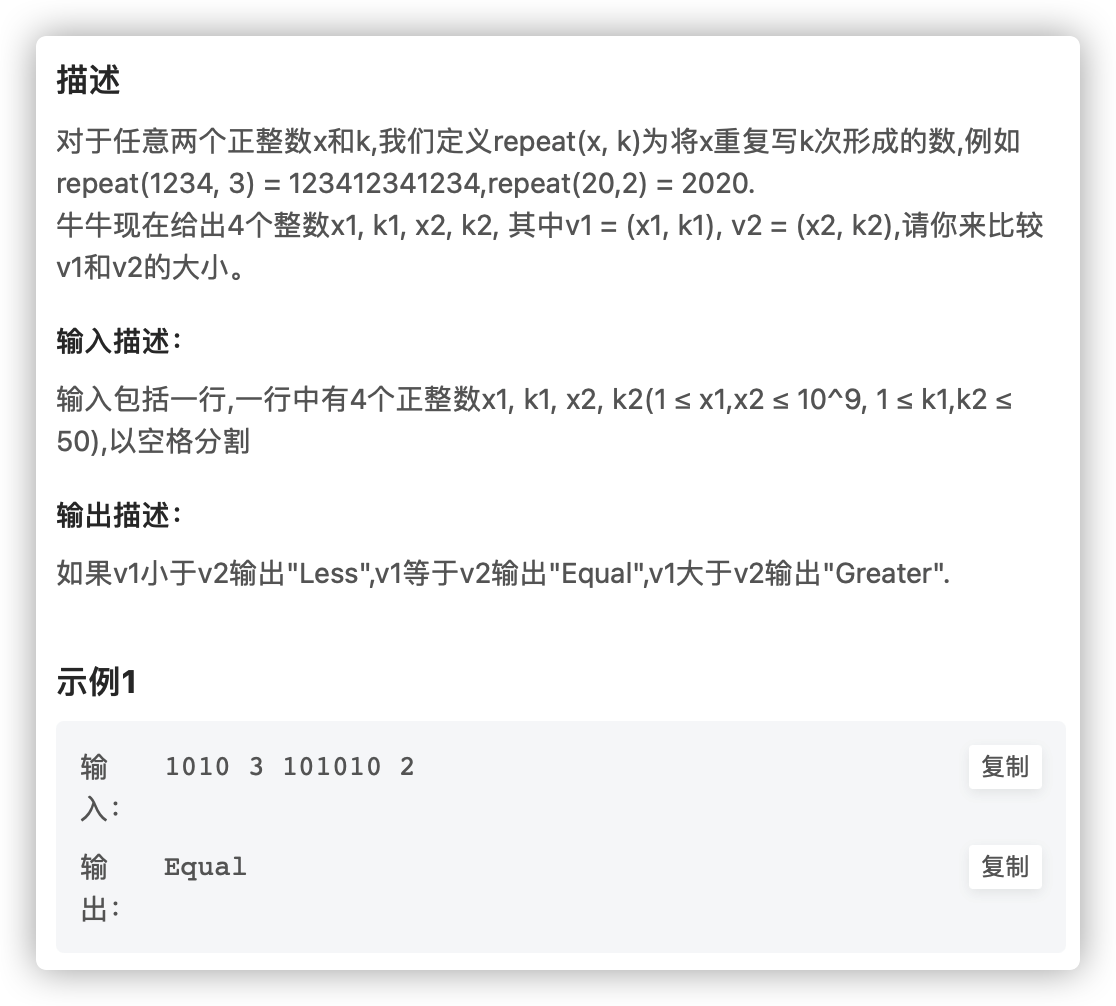 描述
对于任意两个正整数x和k,我们定义repeat(x, k)为将x重复写k次形成的数,例如
repeat(1234, 3) = 123412341234,repeat(20,2) = 2020.
牛牛现在给出4个整数x1, k1, x2, k2, 其中v1 = (x1, k1), v2 = (x2, k2),请你来比较
v1和v2的大小。
输入描述：
输入包括一行,一行中有4个正整数x1, k1, x2, k2(1 ≤ x1,x2 ≤ 10^9, 1 ≤ k1,k2 ≤
50),以空格分割
输出描述：
如果v1小于v2输出"Less",v1等于v2输出"Equal",v1大于v2输出"Greater".
示例1
输 1010 3 101010 2 复制
入：
输 Equal 复制
出：